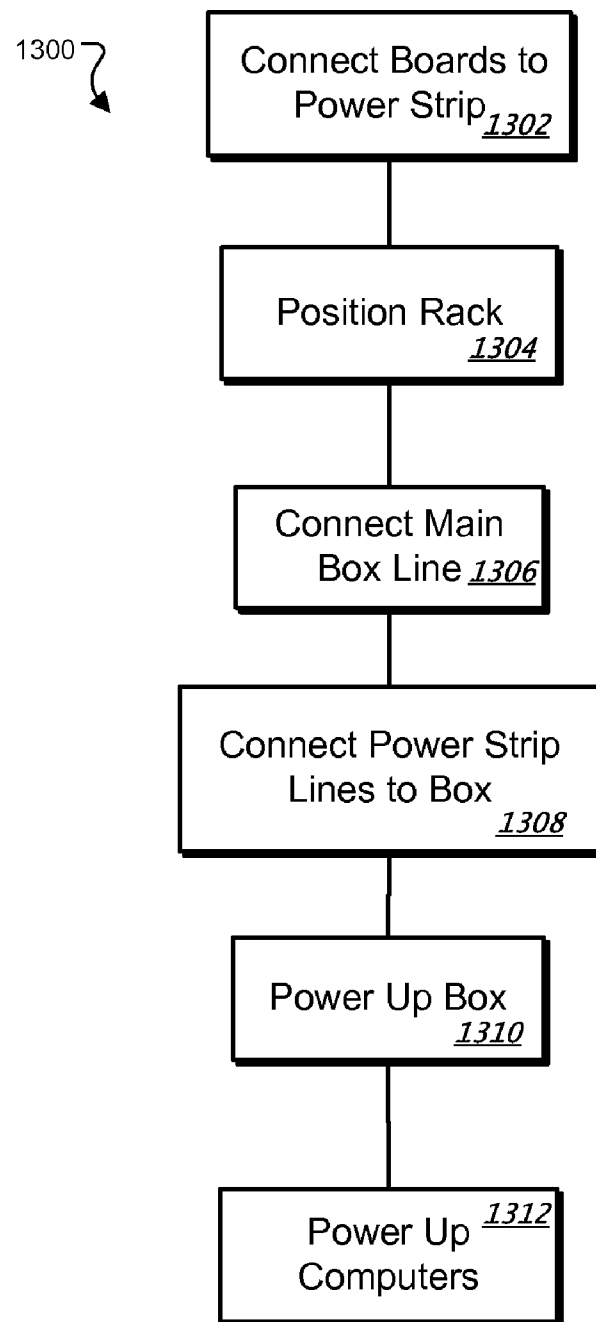 1300
Connect Boards to
Power Strip 1302
Position Rack
1304
Connect Main
Box Line 1306
Connect Power Strip
Lines to Box
1308
Power Up Box
1310
1312
Power Up
Computers